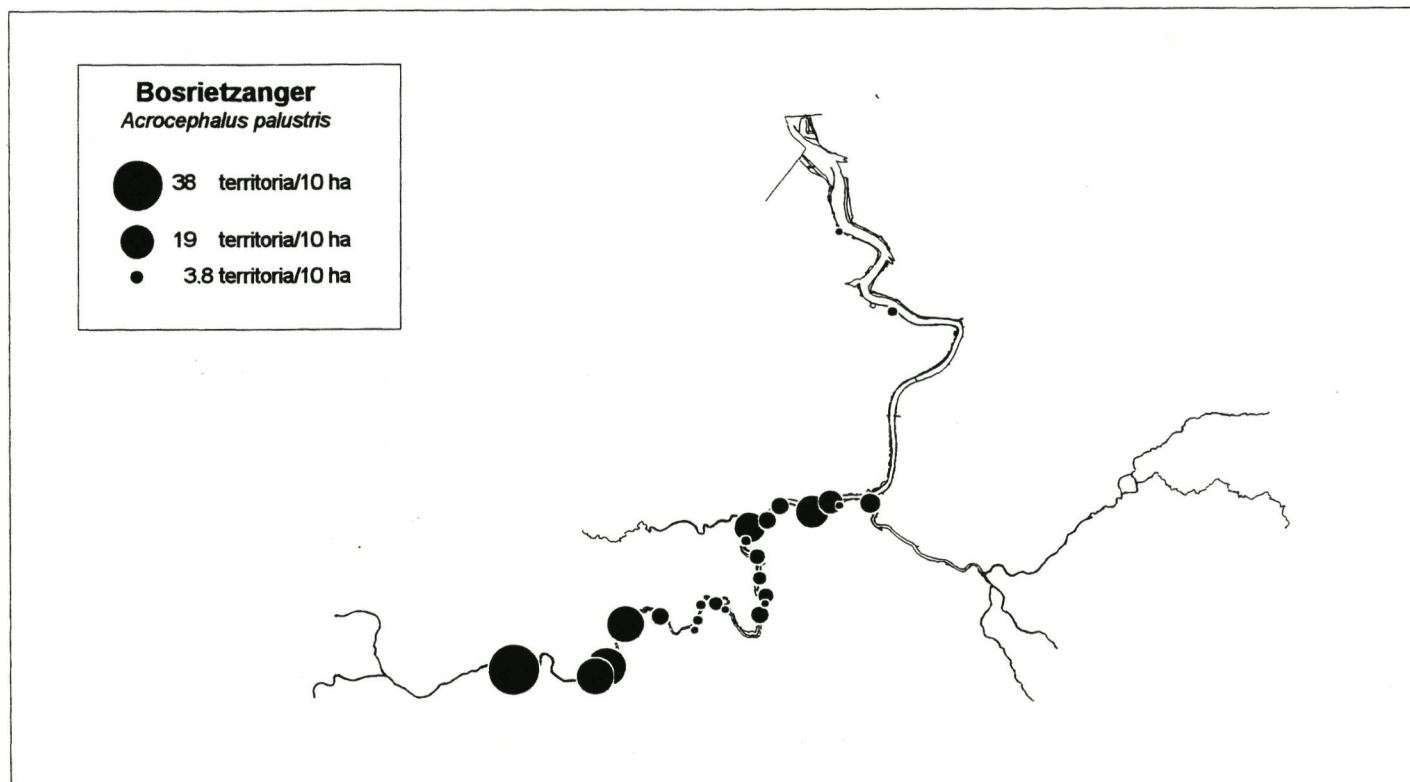 Bosrietzanger
Acrocephalus palustris
38 territoria/10 ha
19 territoria/10 ha
3.8 territoria/10 ha